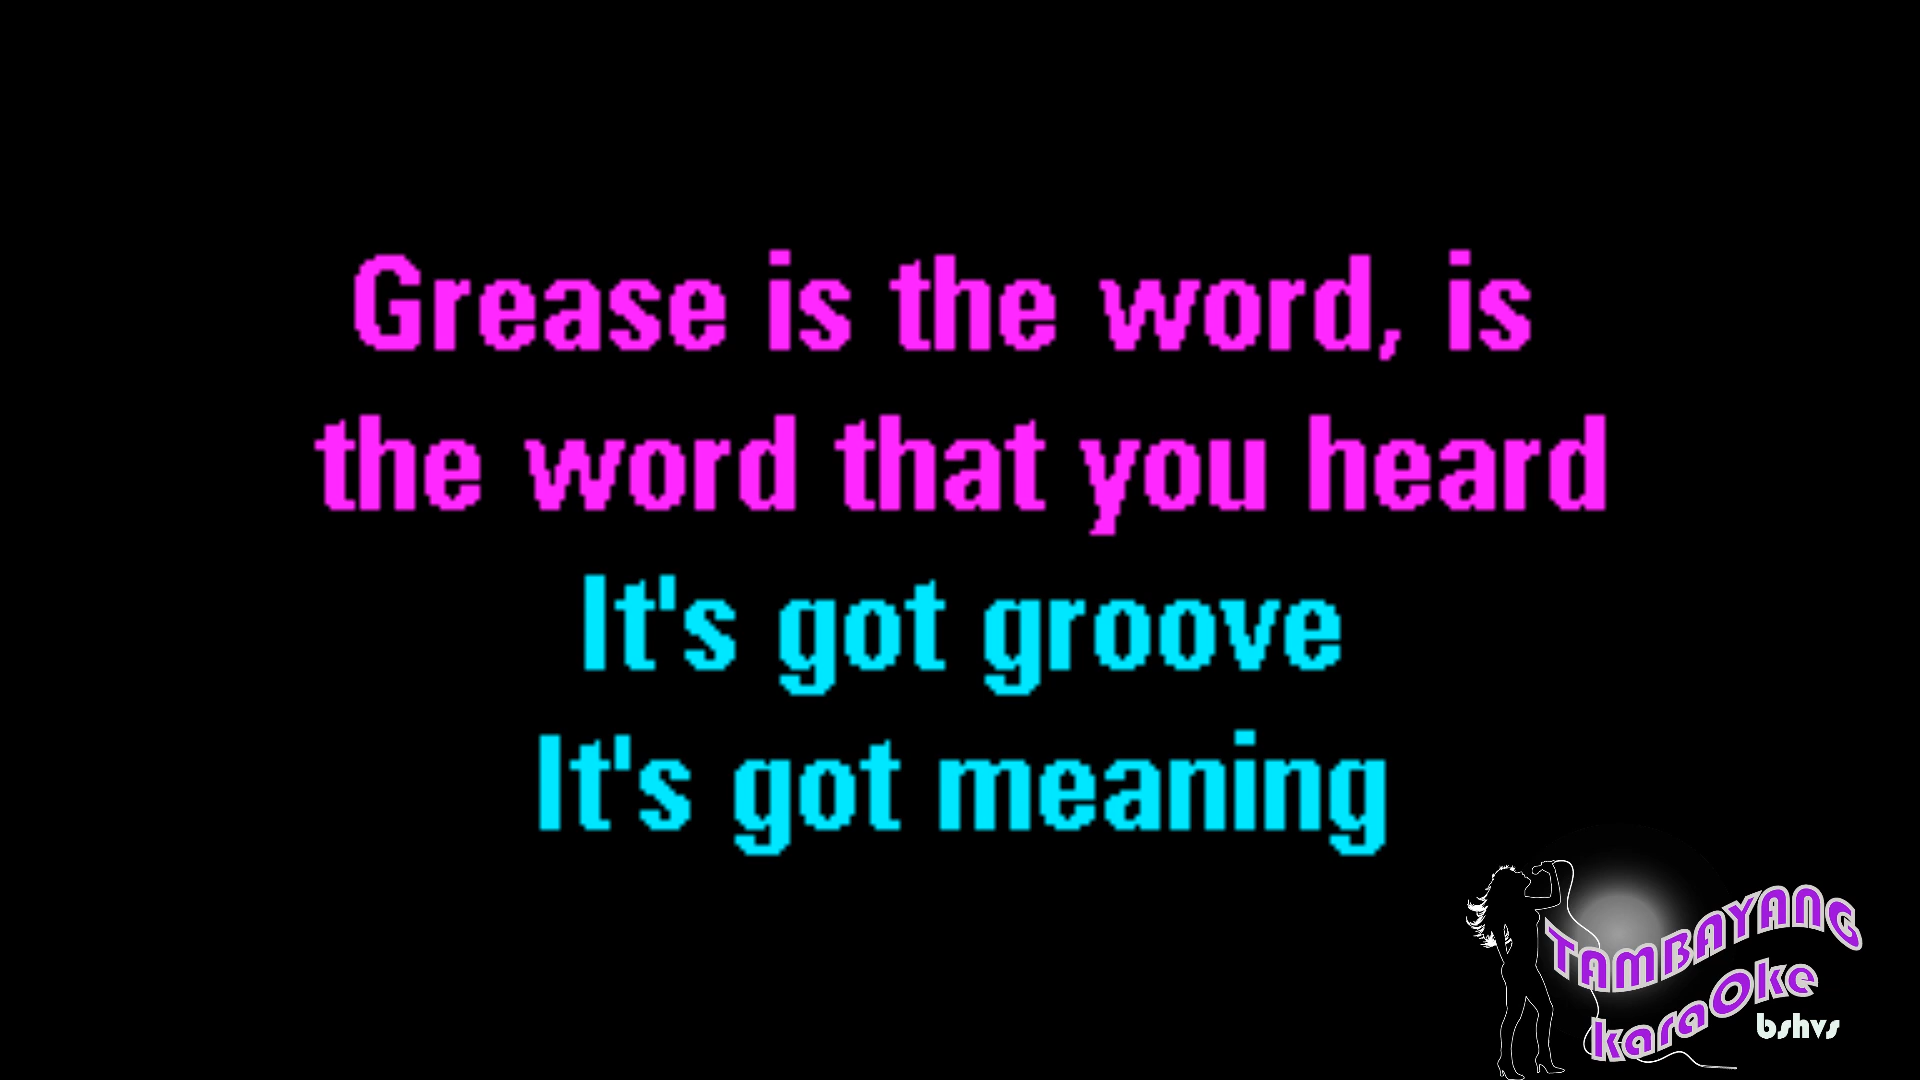 Grease is the word, is
the word that you heard
It's got groove
It's got meaning
TAMBAYANG
karaOke
bshvs